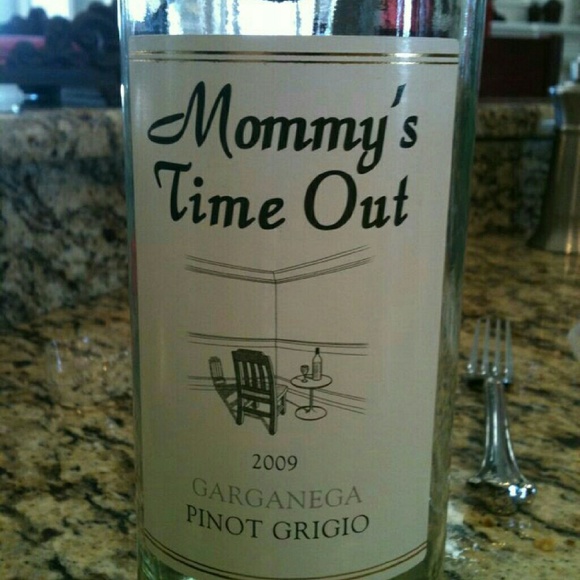 Mommy's
Time Out
2009
GARGANEGA
PINOT GRIGIO